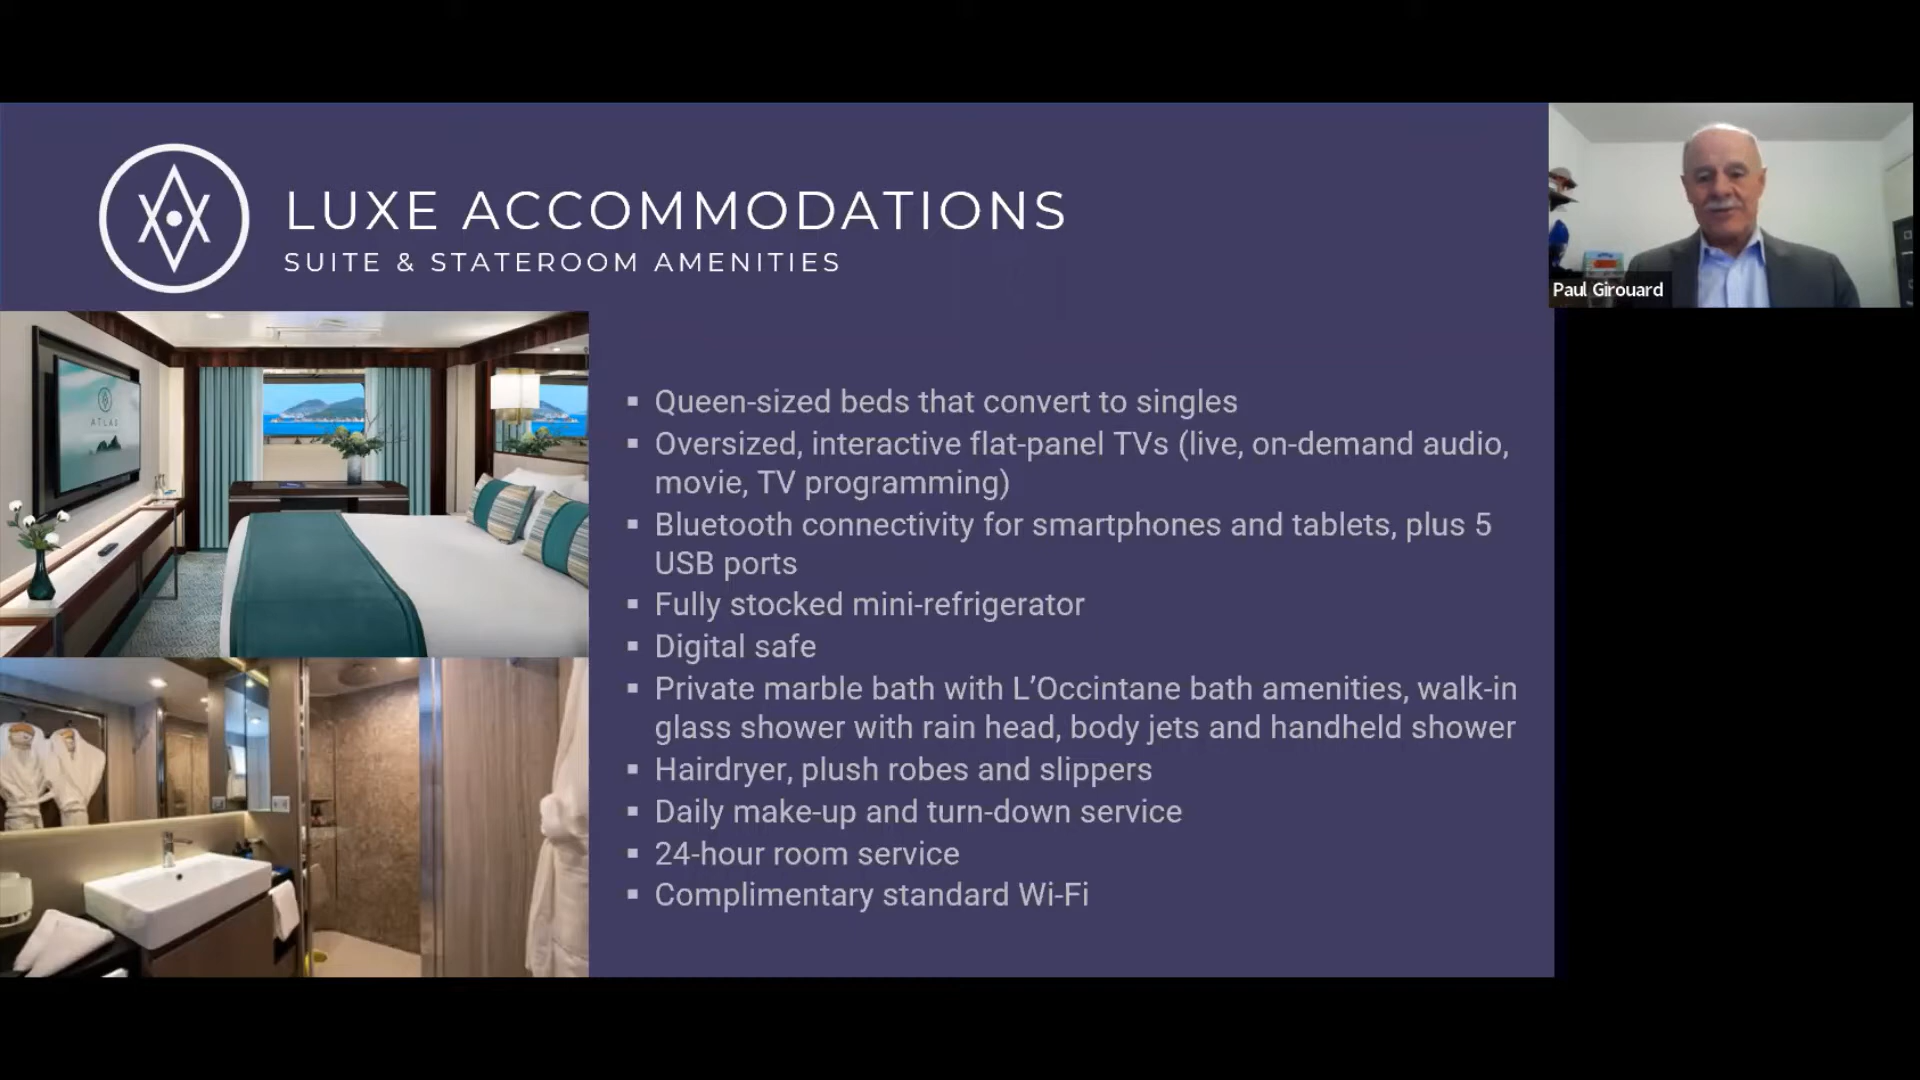 LUXE ACCOMMODATIONS
SUITE & STATEROOM AMENITIES
Paul Girouard
ATLAS
▪ Queen-sized beds that convert to singles
▪ Oversized, interactive flat-panel TVs (live, on-demand audio,
movie, TV programming)
▪ Bluetooth connectivity for smartphones and tablets, plus 5
USB ports
▪ Fully stocked mini-refrigerator
▪ Digital safe
▪ Private marble bath with L’Occintane bath amenities, walk-in
glass shower with rain head, body jets and handheld shower
▪ Hairdryer, plush robes and slippers
▪ Daily make-up and turn-down service
▪ 24-hour room service
▪ Complimentary standard Wi-Fi